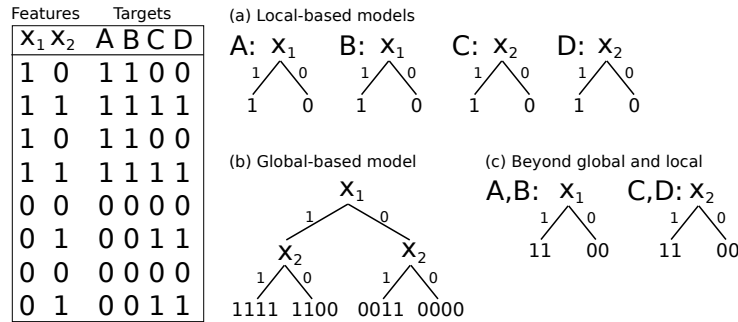 Features Targets
x1 x2 A B C D
1 0 1 1 0 0
1 1 1 1 1 1
1 0 1 1 0 0
1 1 1 1 1 1
0 0 0 0 0 0
0 1 0 0 1 1
0 0 0 0 0 0
0 1 0 0 1 1
(a) Local-based models
A: x1 B: x1 C: x2 D: x2
1 0 1 0 1 0 1 0
1 0 1 0 1 0 1 0
(b) Global-based model
x1
1 0
x2 x2
1 0 1 0
1111 1100 0011 0000
(c) Beyond global and local
A,B: x1 C,D: x2
1 0 1 0
11 00 11 00